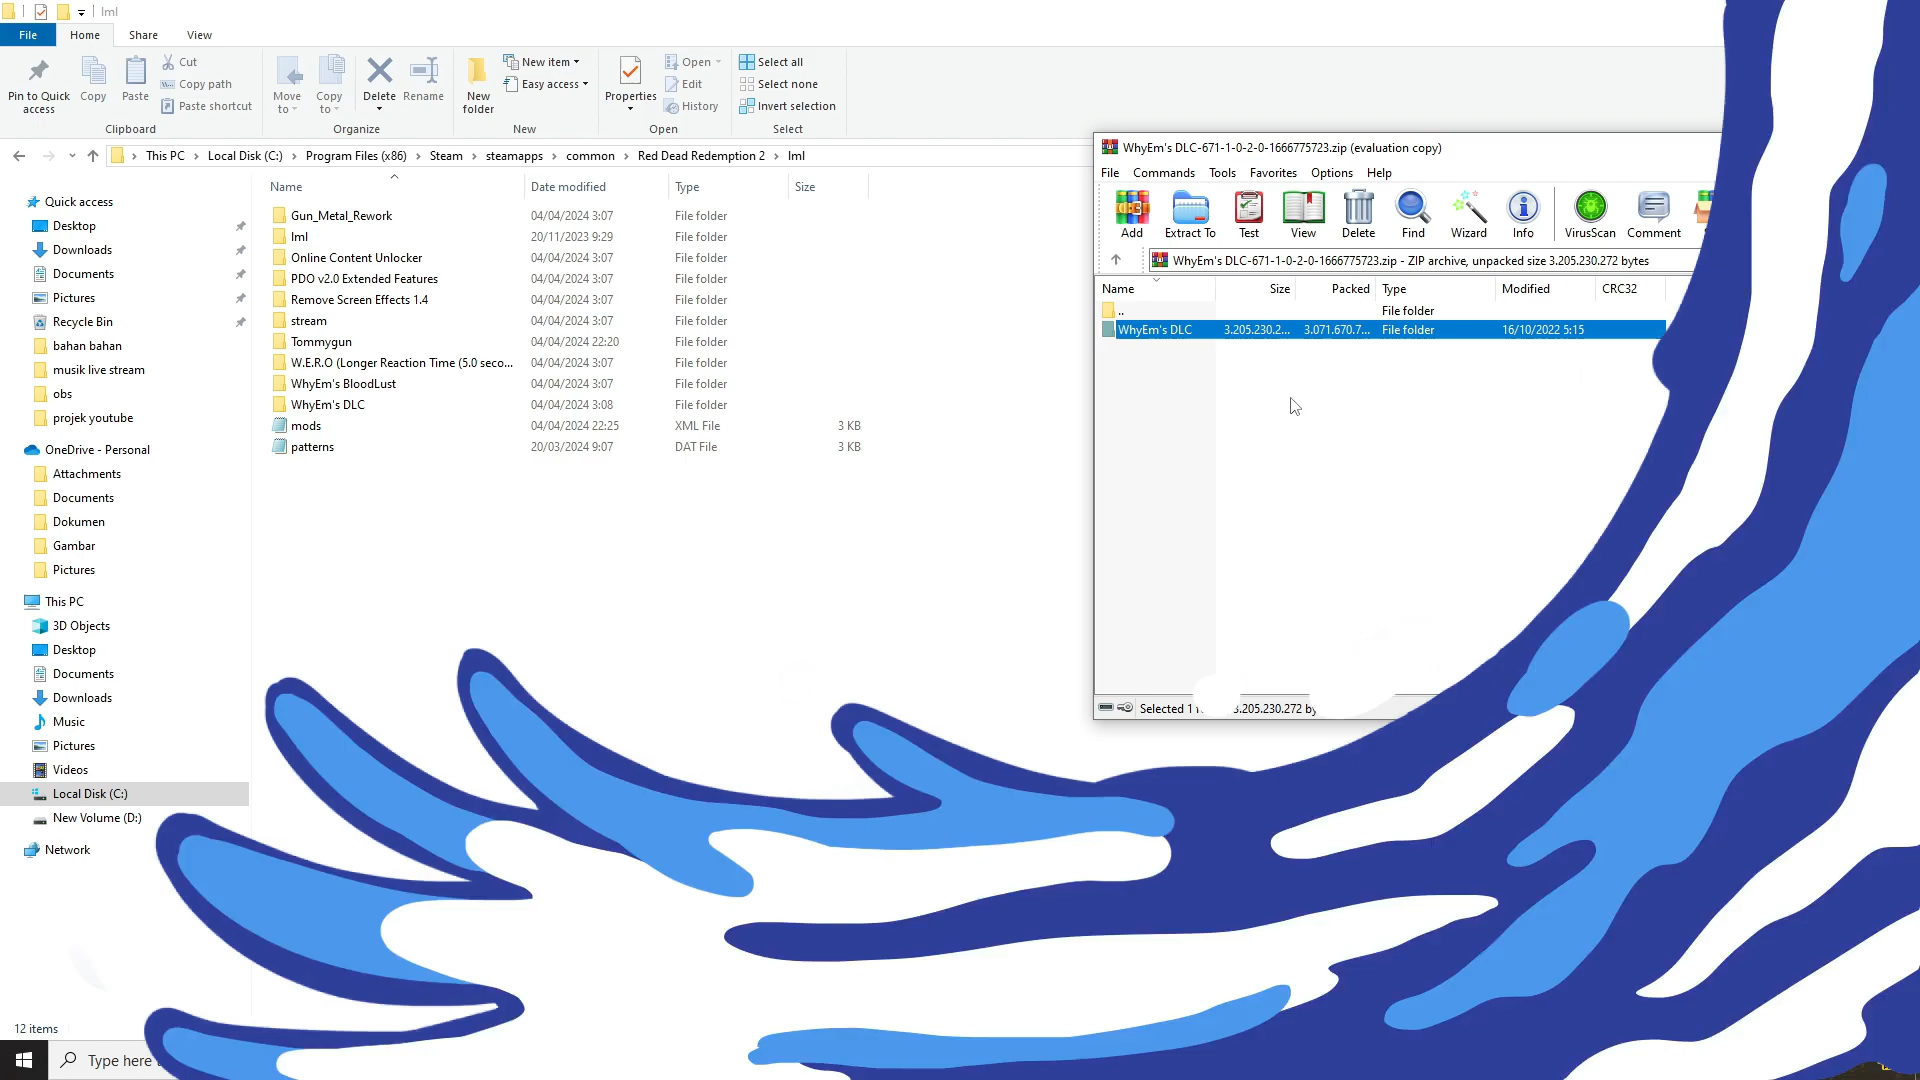 lml
File Home Share View
Pin to Quick access
Copy
Paste
Cut
Copy path
Paste shortcut
Clipboard
Move to
Copy to
Delete
Rename
Organize
New folder
New item
Easy access
New
Properties
Open
Edit
History
Open
Select all
Select none
Invert selection
Select
This PC > Local Disk (C:) > Program Files (x86) > Steam > steamapps > common > Red Dead Redemption 2 > lml
Quick access
Desktop
Downloads
Documents
Pictures
Recycle Bin
bahan bahan
musik live stream
obs
projek youtube
OneDrive - Personal
Attachments
Documents
Dokumen
Gambar
Pictures
This PC
3D Objects
Desktop
Documents
Downloads
Music
Pictures
Videos
Local Disk (C:)
New Volume (D:)
Network
Name Date modified Type Size
Gun_Metal_Rework 04/04/2024 3:07 File folder
lml 20/11/2023 9:29 File folder
Online Content Unlocker 04/04/2024 3:07 File folder
PDO v2.0 Extended Features 04/04/2024 3:07 File folder
Remove Screen Effects 1.4 04/04/2024 3:07 File folder
stream 04/04/2024 3:07 File folder
Tommygun 04/04/2024 22:20 File folder
W.E.R.O (Longer Reaction Time (5.0 seco... 04/04/2024 3:07 File folder
WhyEm's BloodLust 04/04/2024 3:07 File folder
WhyEm's DLC 04/04/2024 3:08 File folder
mods 04/04/2024 22:25 XML File 3 KB
patterns 20/03/2024 9:07 DAT File 3 KB
WhyEm's DLC-671-1-0-2-0-1666775723.zip (evaluation copy)
File Commands Tools Favorites Options Help
Add Extract To Test View Delete Find Wizard Info VirusScan Comment
WhyEm's DLC-671-1-0-2-0-1666775723.zip - ZIP archive, unpacked size 3.205.230.272 bytes
Name Size Packed Type Modified CRC32
.. File folder
WhyEm's DLC 3.205.230.2... 3.071.670.7... File folder 16/10/2022 5:15
Selected 1 3.205.230.272 by
12 items
Type here